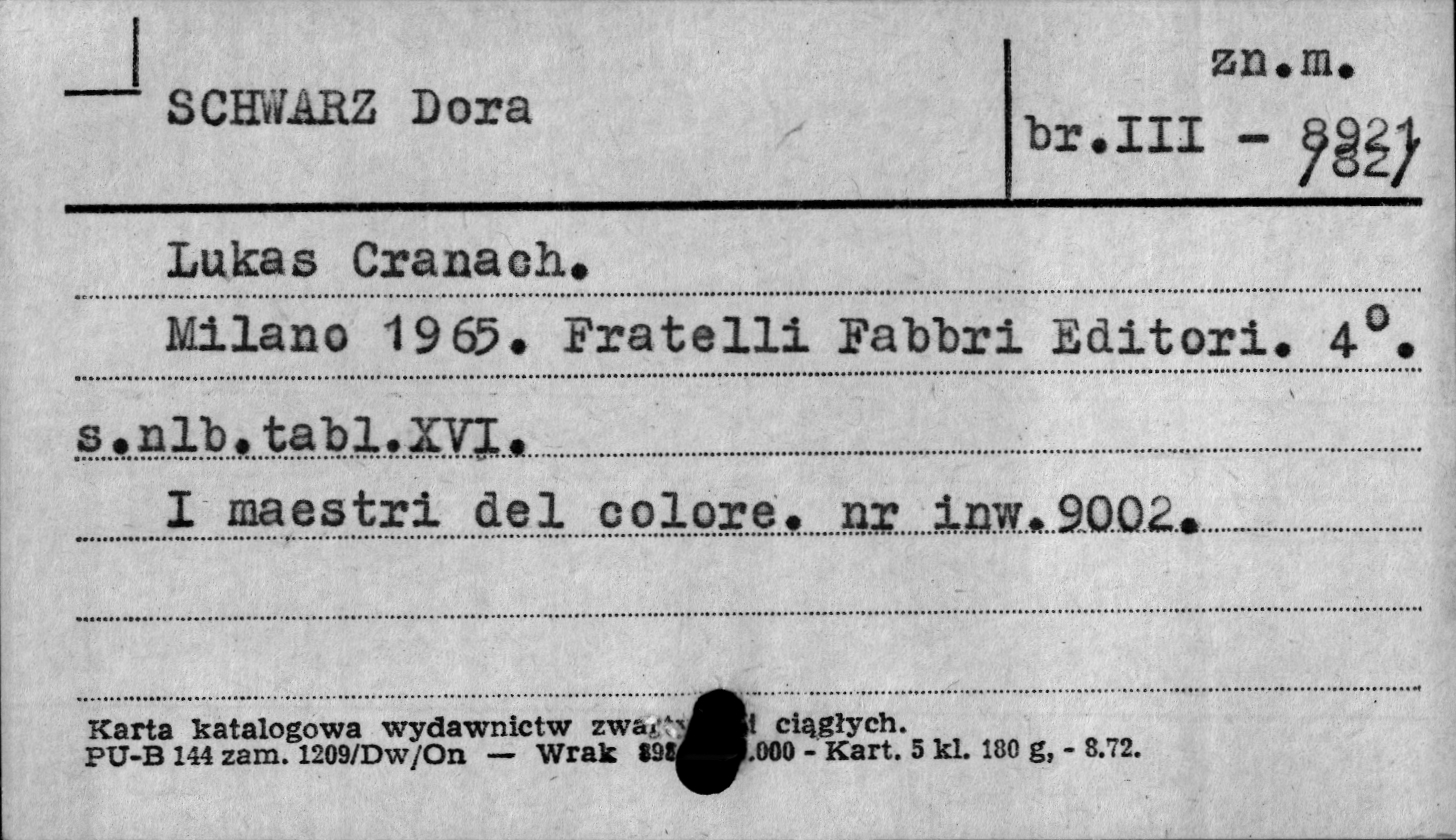 zn.m.
SCHWARZ Dora
br.III - 8921
/82/
Lukas Cranach.
Milano 1965. Fratelli Fabbri Editori. 4°.
s.nlb.tabl.XVI.
I maestri del colore. nr inw.9002.
Karta katalogowa wydawnictw i ciągłych.
PU-B 144 zam. 1209/Dw/On — Wrak .000 - Kart. 5 kl. 180 g, - 8.72.